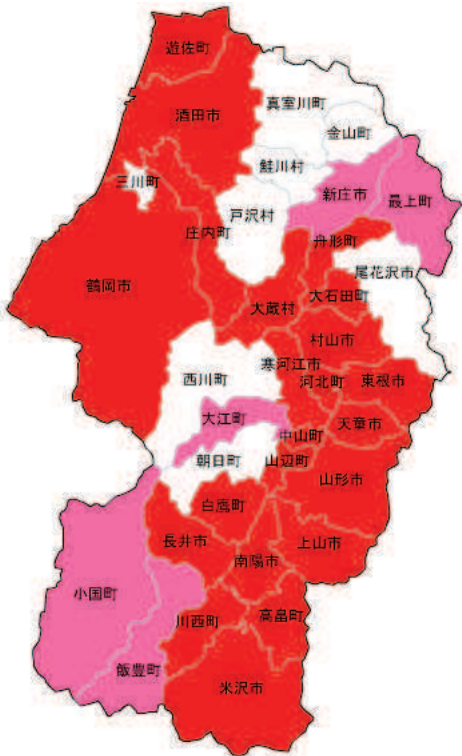 遊佐町
酒田市
真室川町
金山町
鮭川村
三川町
新庄市
最上町
戸沢村
庄内町
舟形町
尾花沢市
鶴岡市
大石田町
大蔵村
村山市
寒河江市
西川町
河北町
東根市
大江町
天童市
中山町
朝日町
山辺町
山形市
白鷹町
長井市
上山市
南陽市
小国町
高畠町
川西町
飯豊町
米沢市